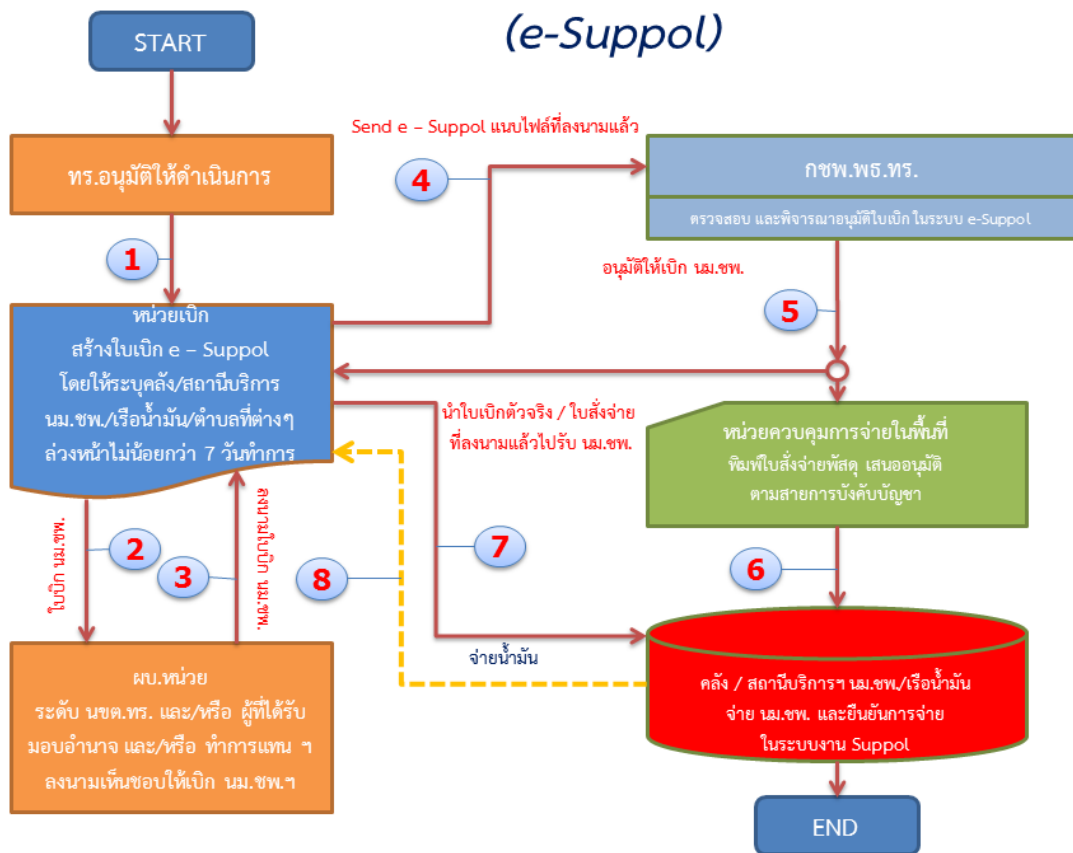 (e-Suppol)
START
Send e – Suppol แนบไฟล์ที่ลงนามแล้ว
ทร.อนุมัติให้ดำเนินการ
4
กชพ.พธ.ทร.
ตรวจสอบ และพิจารณาอนุมัติใบเบิก ในระบบ e-Suppol
1
อนุมัติให้เบิก นม.ชพ.
5
หน่วยเบิก
สร้างใบเบิก e – Suppol
โดยให้ระบุคลัง/สถานีบริการ
นม.ชพ./เรือน้ำมัน/ตำบลที่ต่างๆ
ล่วงหน้าไม่น้อยกว่า 7 วันทำการ
นำใบเบิกตัวจริง / ใบสั่งจ่าย
ที่ลงนามแล้วไปรับ นม.ชพ.
หน่วยควบคุมการจ่ายในพื้นที่
พิมพ์ใบสั่งจ่ายพัสดุ เสนออนุมัติ
ตามสายการบังคับบัญชา
ใบบิก นม.ชพ.
2
3
ลงนามใบเบิก นม.ชพ.
8
7
6
จ่ายน้ำมัน
ผบ.หน่วย
ระดับ นขต.ทร. และ/หรือ ผู้ที่ได้รับ
มอบอำนาจ และ/หรือ ทำการแทน ฯ
ลงนามเห็นชอบให้เบิก นม.ชพ.ฯ
คลัง / สถานีบริการฯ นม.ชพ./เรือน้ำมัน
จ่าย นม.ชพ. และยืนยันการจ่าย
ในระบบงาน Suppol
END